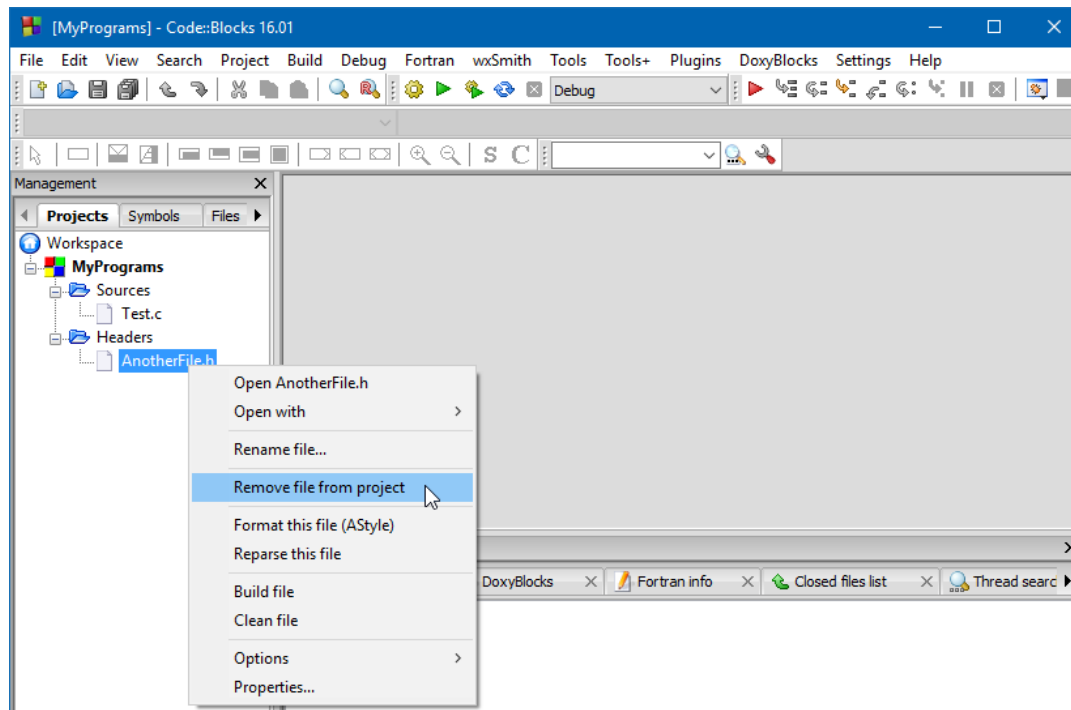 [MyPrograms] - Code::Blocks 16.01
File Edit View Search Project Build Debug Fortran wxSmith Tools Tools+ Plugins DoxyBlocks Settings Help
Debug
S C
Management
Projects Symbols Files
Workspace
MyPrograms
Sources
Test.c
Headers
AnotherFile.h
Open AnotherFile.h
Open with
Rename file...
Remove file from project
Format this file (AStyle)
Reparse this file
DoxyBlocks Fortran info Closed files list Thread searc
Build file
Clean file
Options
Properties...